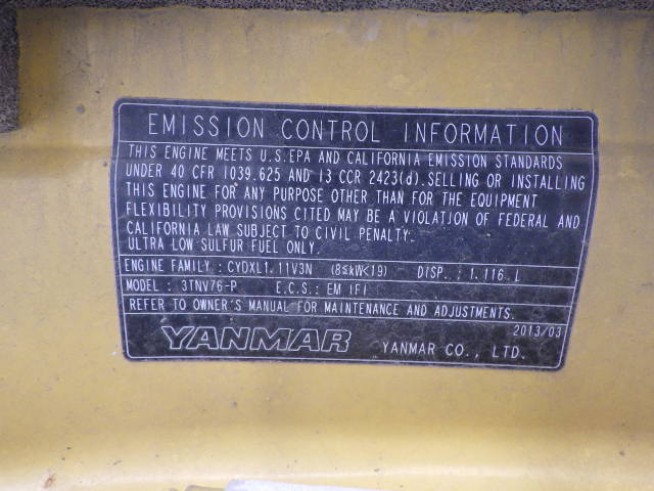 EMISSION CONTROL INFORMATION
THIS ENGINE MEETS U.S.EPA AND CALIFORNIA EMISSION STANDARDS
UNDER 40 CFR 1039.625 AND 13 CCR 2423(d).SELLING OR INSTALLING
THIS ENGINE FOR ANY PURPOSE OTHER THAN FOR THE EQUIPMENT
FLEXIBILITY PROVISIONS CITED MAY BE A VIOLATION OF FEDERAL AND
CALIFORNIA LAW SUBJECT TO CIVIL PENALTY.
ULTRA LOW SULFUR FUEL ONLY.
ENGINE FAMILY : CYDXL1.11V3N (8≤kW<19) DISP. : 1.116 L
MODEL : 3TNV76-P E.C.S: EM IFI
REFER TO OWNER'S MANUAL FOR MAINTENANCE AND ADJUSTMENTS.
2013/03
YANMAR YANMAR CO., LTD.